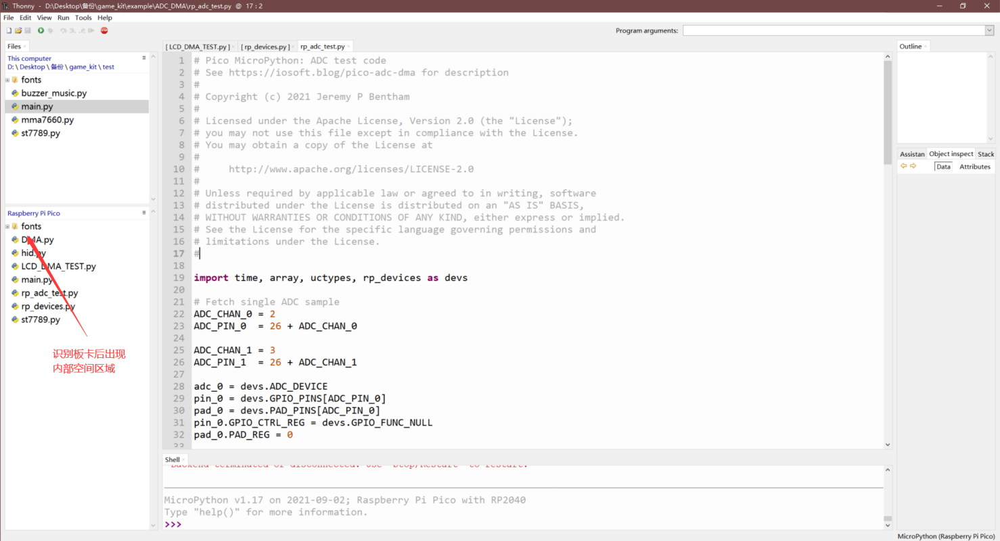 Thonny - D:\Desktop\备份\game_kit\example\ADC_DMA\rp_adc_test.py @ 17 : 2
File Edit View Run Tools Help
Program arguments:
Files
This computer
D: \ Desktop \ 备份 \ game_kit \ test
fonts
buzzer_music.py
main.py
mma7660.py
st7789.py
Raspberry Pi Pico
fonts
DMA.py
hid.py
LCD_DMA_TEST.py
main.py
rp_adc_test.py
rp_devices.py
st7789.py
识别板卡后出现
内部空间区域
[ LCD_DMA_TEST.py ] [ rp_devices.py ] rp_adc_test.py
1 # Pico MicroPython: ADC test code
2 # See https://iosoft.blog/pico-adc-dma for description
3 #
4 # Copyright (c) 2021 Jeremy P Bentham
5 #
6 # Licensed under the Apache License, Version 2.0 (the "License");
7 # you may not use this file except in compliance with the License.
8 # You may obtain a copy of the License at
9 #
10 #     http://www.apache.org/licenses/LICENSE-2.0
11 #
12 # Unless required by applicable law or agreed to in writing, software
13 # distributed under the License is distributed on an "AS IS" BASIS,
14 # WITHOUT WARRANTIES OR CONDITIONS OF ANY KIND, either express or implied.
15 # See the License for the specific language governing permissions and
16 # limitations under the License.
17 #
18
19 import time, array, uctypes, rp_devices as devs
20
21 # Fetch single ADC sample
22 ADC_CHAN_0 = 2
23 ADC_PIN_0  = 26 + ADC_CHAN_0
24
25 ADC_CHAN_1 = 3
26 ADC_PIN_1  = 26 + ADC_CHAN_1
27
28 adc_0 = devs.ADC_DEVICE
29 pin_0 = devs.GPIO_PINS[ADC_PIN_0]
30 pad_0 = devs.PAD_PINS[ADC_PIN_0]
31 pin_0.GPIO_CTRL_REG = devs.GPIO_FUNC_NULL
32 pad_0.PAD_REG = 0
33
Shell
Backend terminated or disconnected. Use 'Stop/Restart' to restart.
MicroPython v1.17 on 2021-09-02; Raspberry Pi Pico with RP2040
Type "help()" for more information.
>>>
Outline
Assistan Object inspect Stack
Data Attributes
MicroPython (Raspberry Pi Pico)